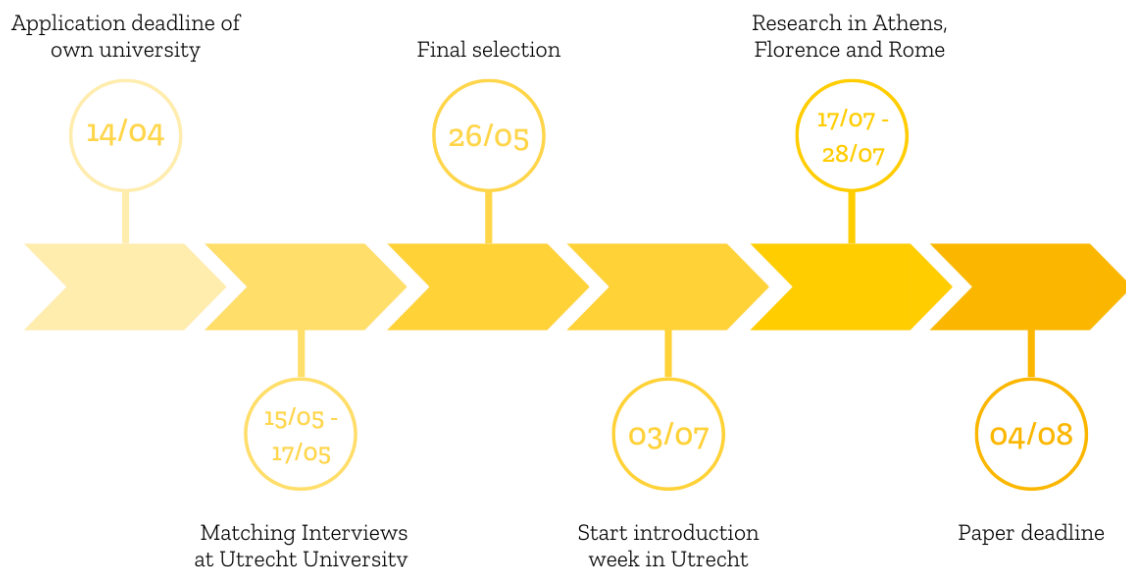 Application deadline of
own university
14/04
Final selection
26/05
Research in Athens,
Florence and Rome
17/07 -
28/07
15/05 -
17/05
Matching Interviews
at Utrecht University
03/07
Start introduction
week in Utrecht
04/08
Paper deadline